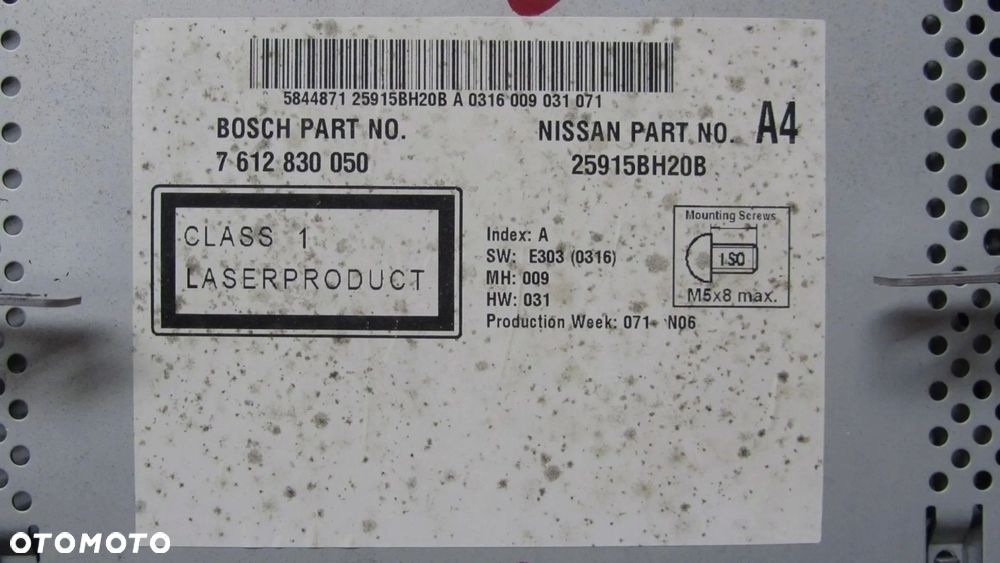 5844871 25915BH20B A 0316 009 031 071
BOSCH PART NO.
7 612 830 050
NISSAN PART NO.
25915BH20B
A4
CLASS 1
LASERPRODUCT
Index: A
SW: E303 (0316)
MH: 009
HW: 031
Production Week: 071 N06
Mounting Screws
ISO
M5x8 max.
OTOMOTO